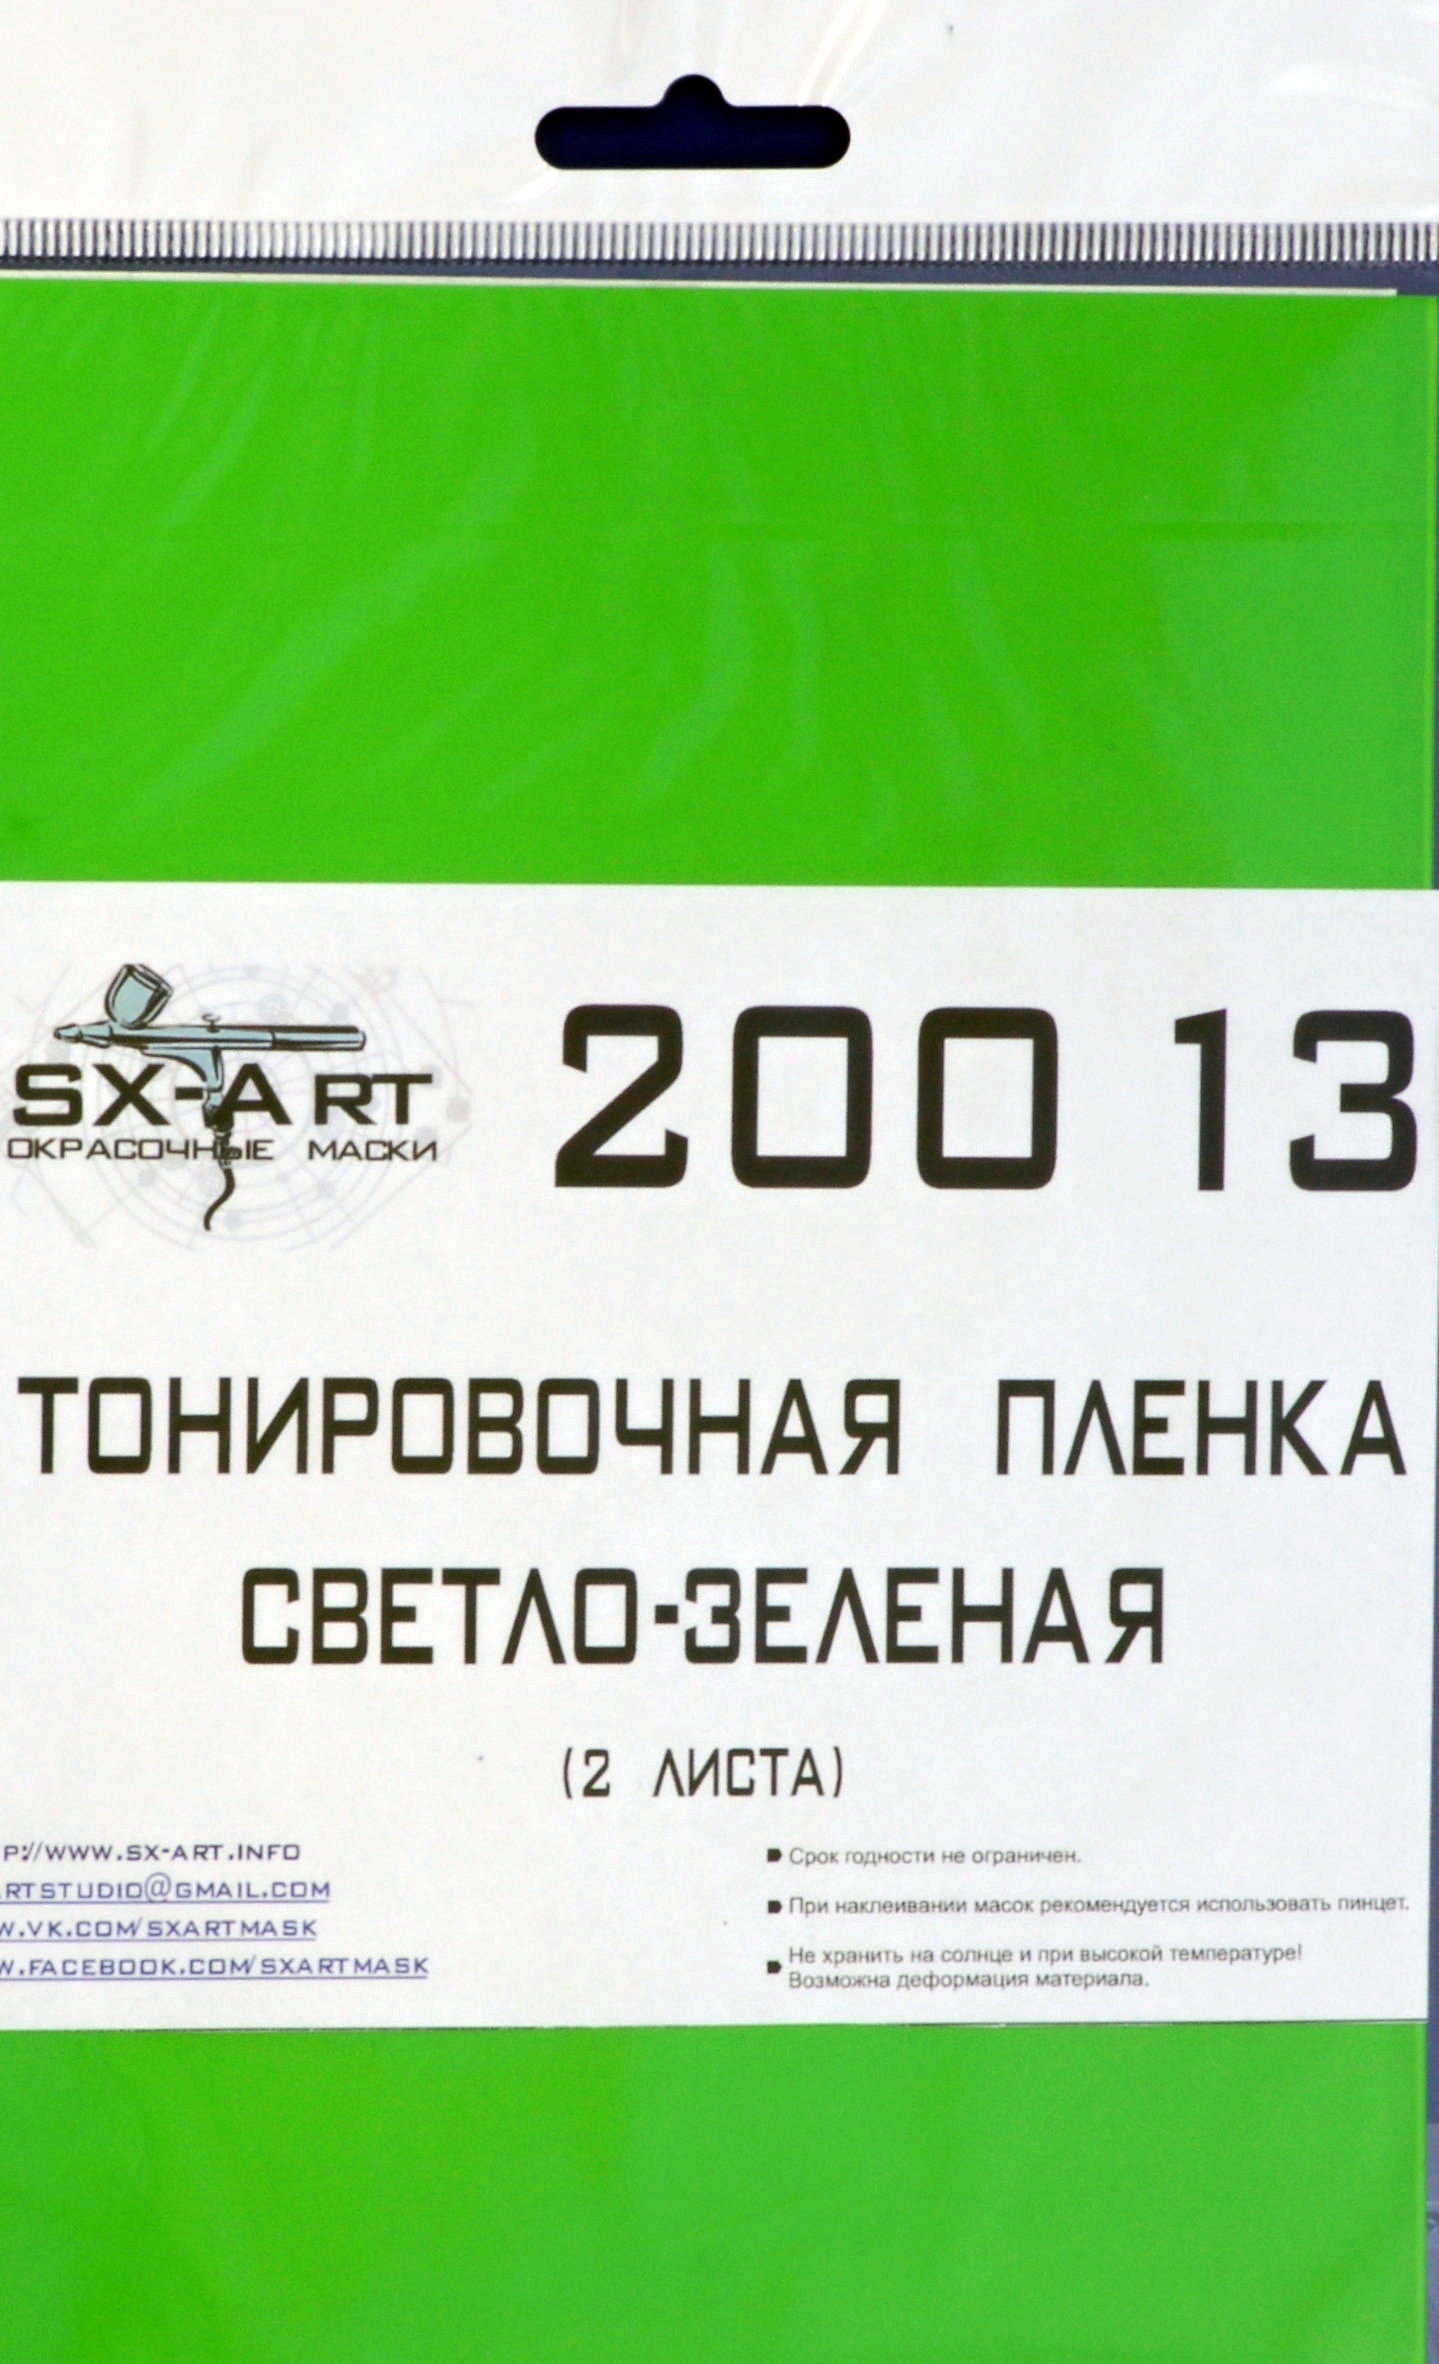 SX-ART
ОКРАСОЧНЫЕ МАСКИ
200 13
ТОНИРОВОЧНАЯ ПЛЕНКА
СВЕТЛО-ЗЕЛЕНАЯ
(2 ЛИСТА)
P://WWW.SX-ART.INFO
RTSTUDIO@GMAIL.COM
W.VK.COM/SXARTMASK
W.FACEBOOK.COM/SXARTMASK
Срок годности не ограничен.
При наклеивании масок рекомендуется использовать пинцет.
Не хранить на солнце и при высокой температуре!
Возможна деформация материала.